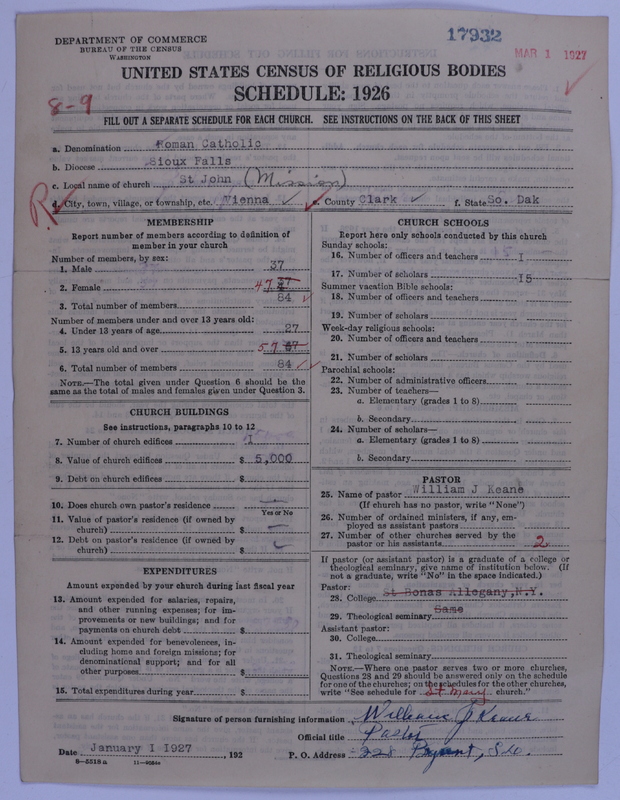 17932
DEPARTMENT OF COMMERCE
BUREAU OF THE CENSUS
WASHINGTON
MAR 1 1927
UNITED STATES CENSUS OF RELIGIOUS BODIES
SCHEDULE: 1926
8-9
FILL OUT A SEPARATE SCHEDULE FOR EACH CHURCH. SEE INSTRUCTIONS ON THE BACK OF THIS SHEET
a. Denomination Roman Catholic
b. Diocese Sioux Falls
c. Local name of church St John (Mission)
R
d. City, town, village, or township, etc. Vienna e. County Clark f. State So. Dak
MEMBERSHIP
Report number of members according to definition of
member in your church
Number of members, by sex:
1. Male 37
2. Female 47
3. Total number of members 84
Number of members under and over 13 years old:
4. Under 13 years of age 27
5. 13 years old and over 57
6. Total number of members 84
NOTE.—The total given under Question 6 should be the
same as the total of males and females given under Question 3.
CHURCH BUILDINGS
See instructions, paragraphs 10 to 12
7. Number of church edifices 1
8. Value of church edifices $ 5,000
9. Debt on church edifices $
10. Does church own pastor's residence
Yes or No
11. Value of pastor's residence (if owned by
church) $
12. Debt on pastor's residence (if owned by
church) $
EXPENDITURES
Amount expended by your church during last fiscal year
13. Amount expended for salaries, repairs,
and other running expenses; for im-
provements or new buildings; and for
payments on church debt $
14. Amount expended for benevolences, in-
cluding home and foreign missions; for
denominational support; and for all
other purposes $
15. Total expenditures during year $
CHURCH SCHOOLS
Report here only schools conducted by this church
Sunday schools:
16. Number of officers and teachers 1
17. Number of scholars 15
Summer vacation Bible schools:
18. Number of officers and teachers
19. Number of scholars
Week-day religious schools:
20. Number of officers and teachers
21. Number of scholars
Parochial schools:
22. Number of administrative officers
23. Number of teachers—
a. Elementary (grades 1 to 8)
b. Secondary
24. Number of scholars—
a. Elementary (grades 1 to 8)
b. Secondary
PASTOR
25. Name of pastor William J Keane
(If church has no pastor, write "None")
26. Number of ordained ministers, if any, em-
ployed as assistant pastors
27. Number of other churches served by the
pastor or his assistants 2
If pastor (or assistant pastor) is a graduate of a college or
theological seminary, give name of institution below. (If
not a graduate, write "No" in the space indicated.)
Pastor:
28. College St Bonas Allegany, N.Y.
29. Theological seminary Same
Assistant pastor:
30. College
31. Theological seminary
NOTE.—Where one pastor serves two or more churches,
Questions 28 and 29 should be answered only on the schedule
for one of the churches; on the schedules for the other churches,
write "See schedule for St Mary church."
Signature of person furnishing information William J Keane
Official title Pastor
Date January 1 1927, 192 P. O. Address Bryant, S.D.
8-5518a